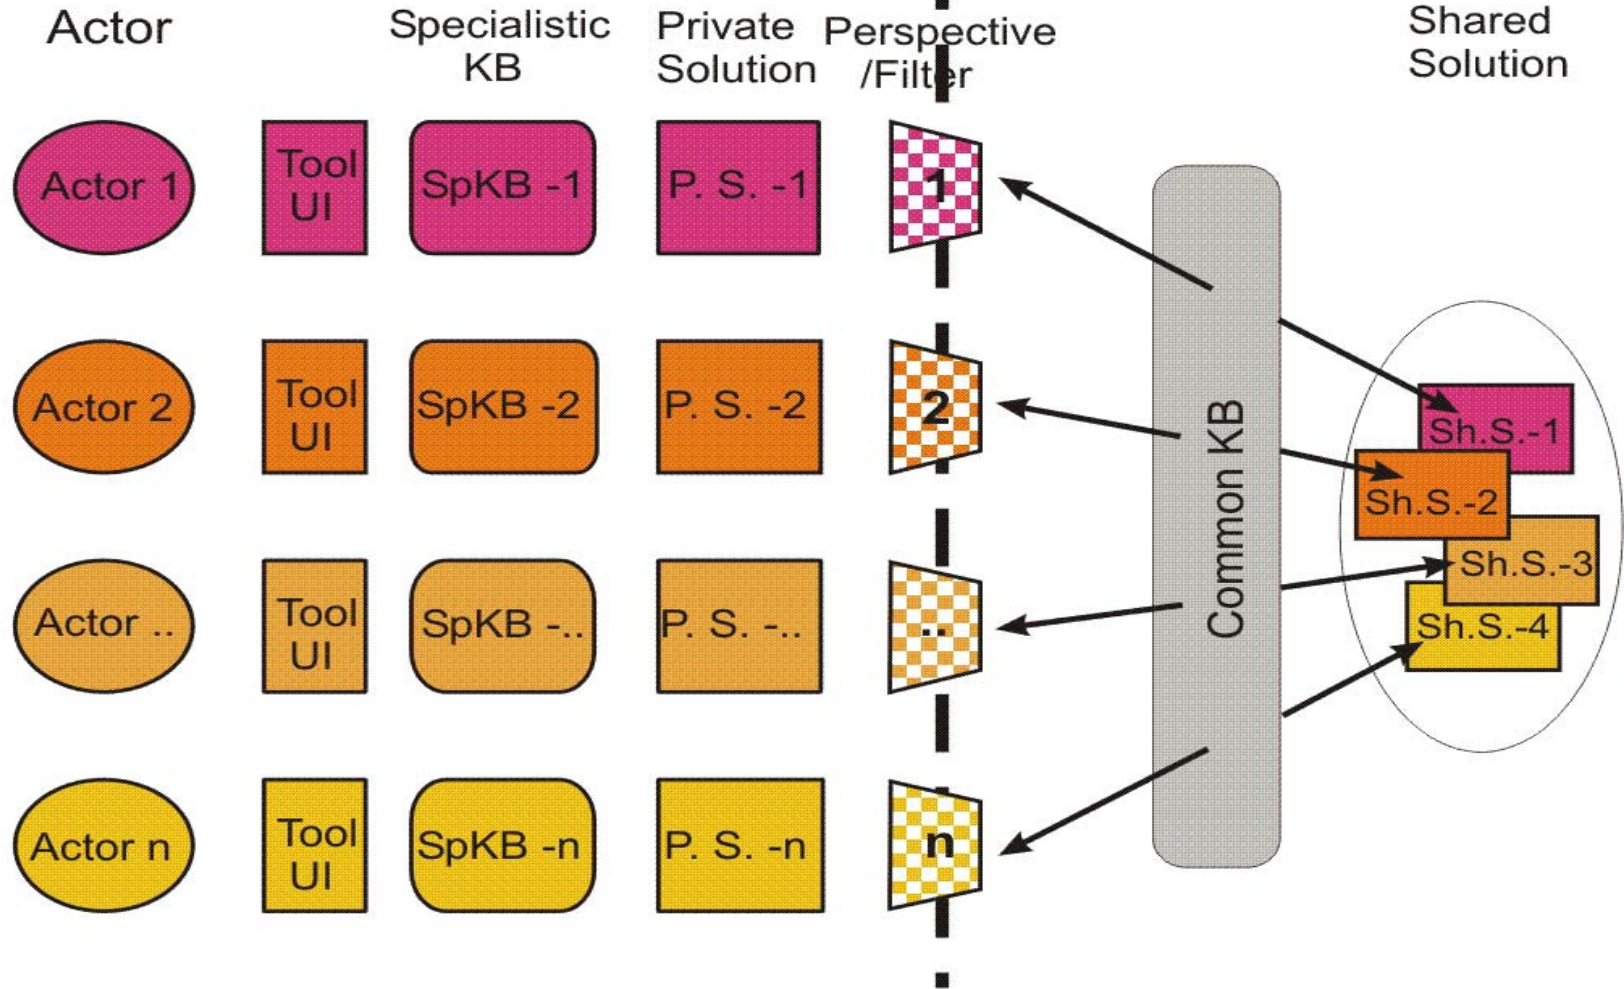 Actor
Specialistic
KB
Private
Solution
Perspective
/Filter
Shared
Solution
Actor 1
Tool
UI
SpKB -1
P. S. -1
1
Actor 2
Tool
UI
SpKB -2
P. S. -2
2
Actor ..
Tool
UI
SpKB -..
P. S. -..
..
Actor n
Tool
UI
SpKB -n
P. S. -n
n
Common KB
Sh.S.-1
Sh.S.-2
Sh.S.-3
Sh.S.-4